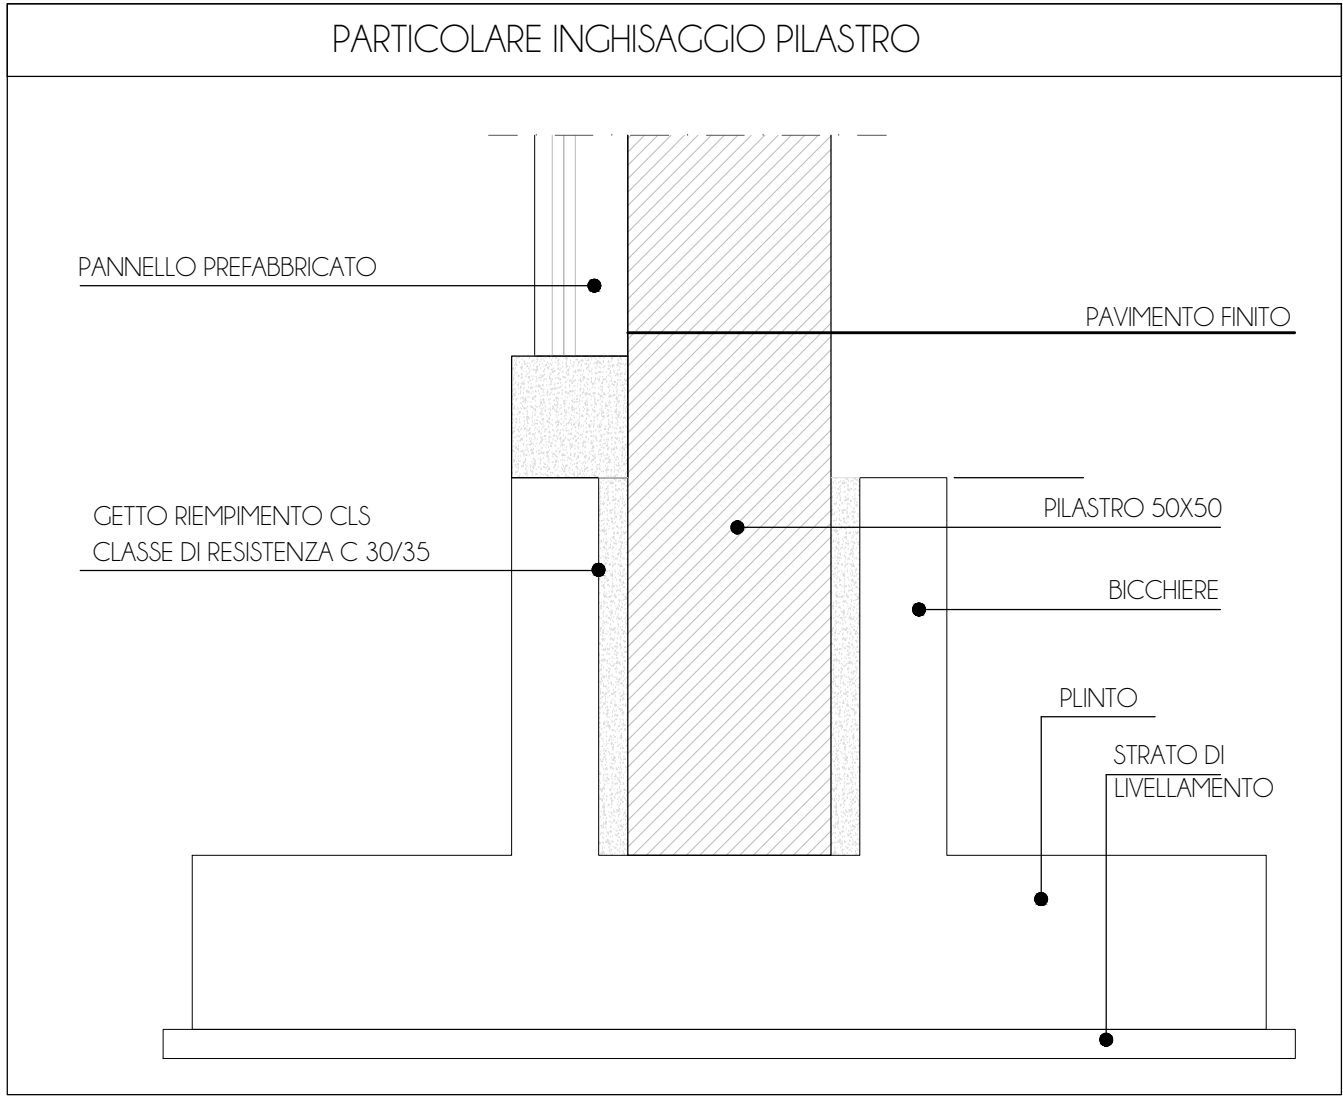 PARTICOLARE INGHISAGGIO PILASTRO
PANNELLO PREFABBRICATO
PAVIMENTO FINITO
GETTO RIEMPIMENTO CLS
CLASSE DI RESISTENZA C 30/35
PILASTRO 50X50
BICCHIERE
PLINTO
STRATO DI
LIVELLAMENTO